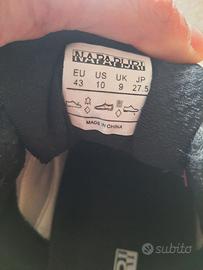 NAPAPIJRI
EU US UK JP
43 10 9 27.5
MADE IN CHINA
subito